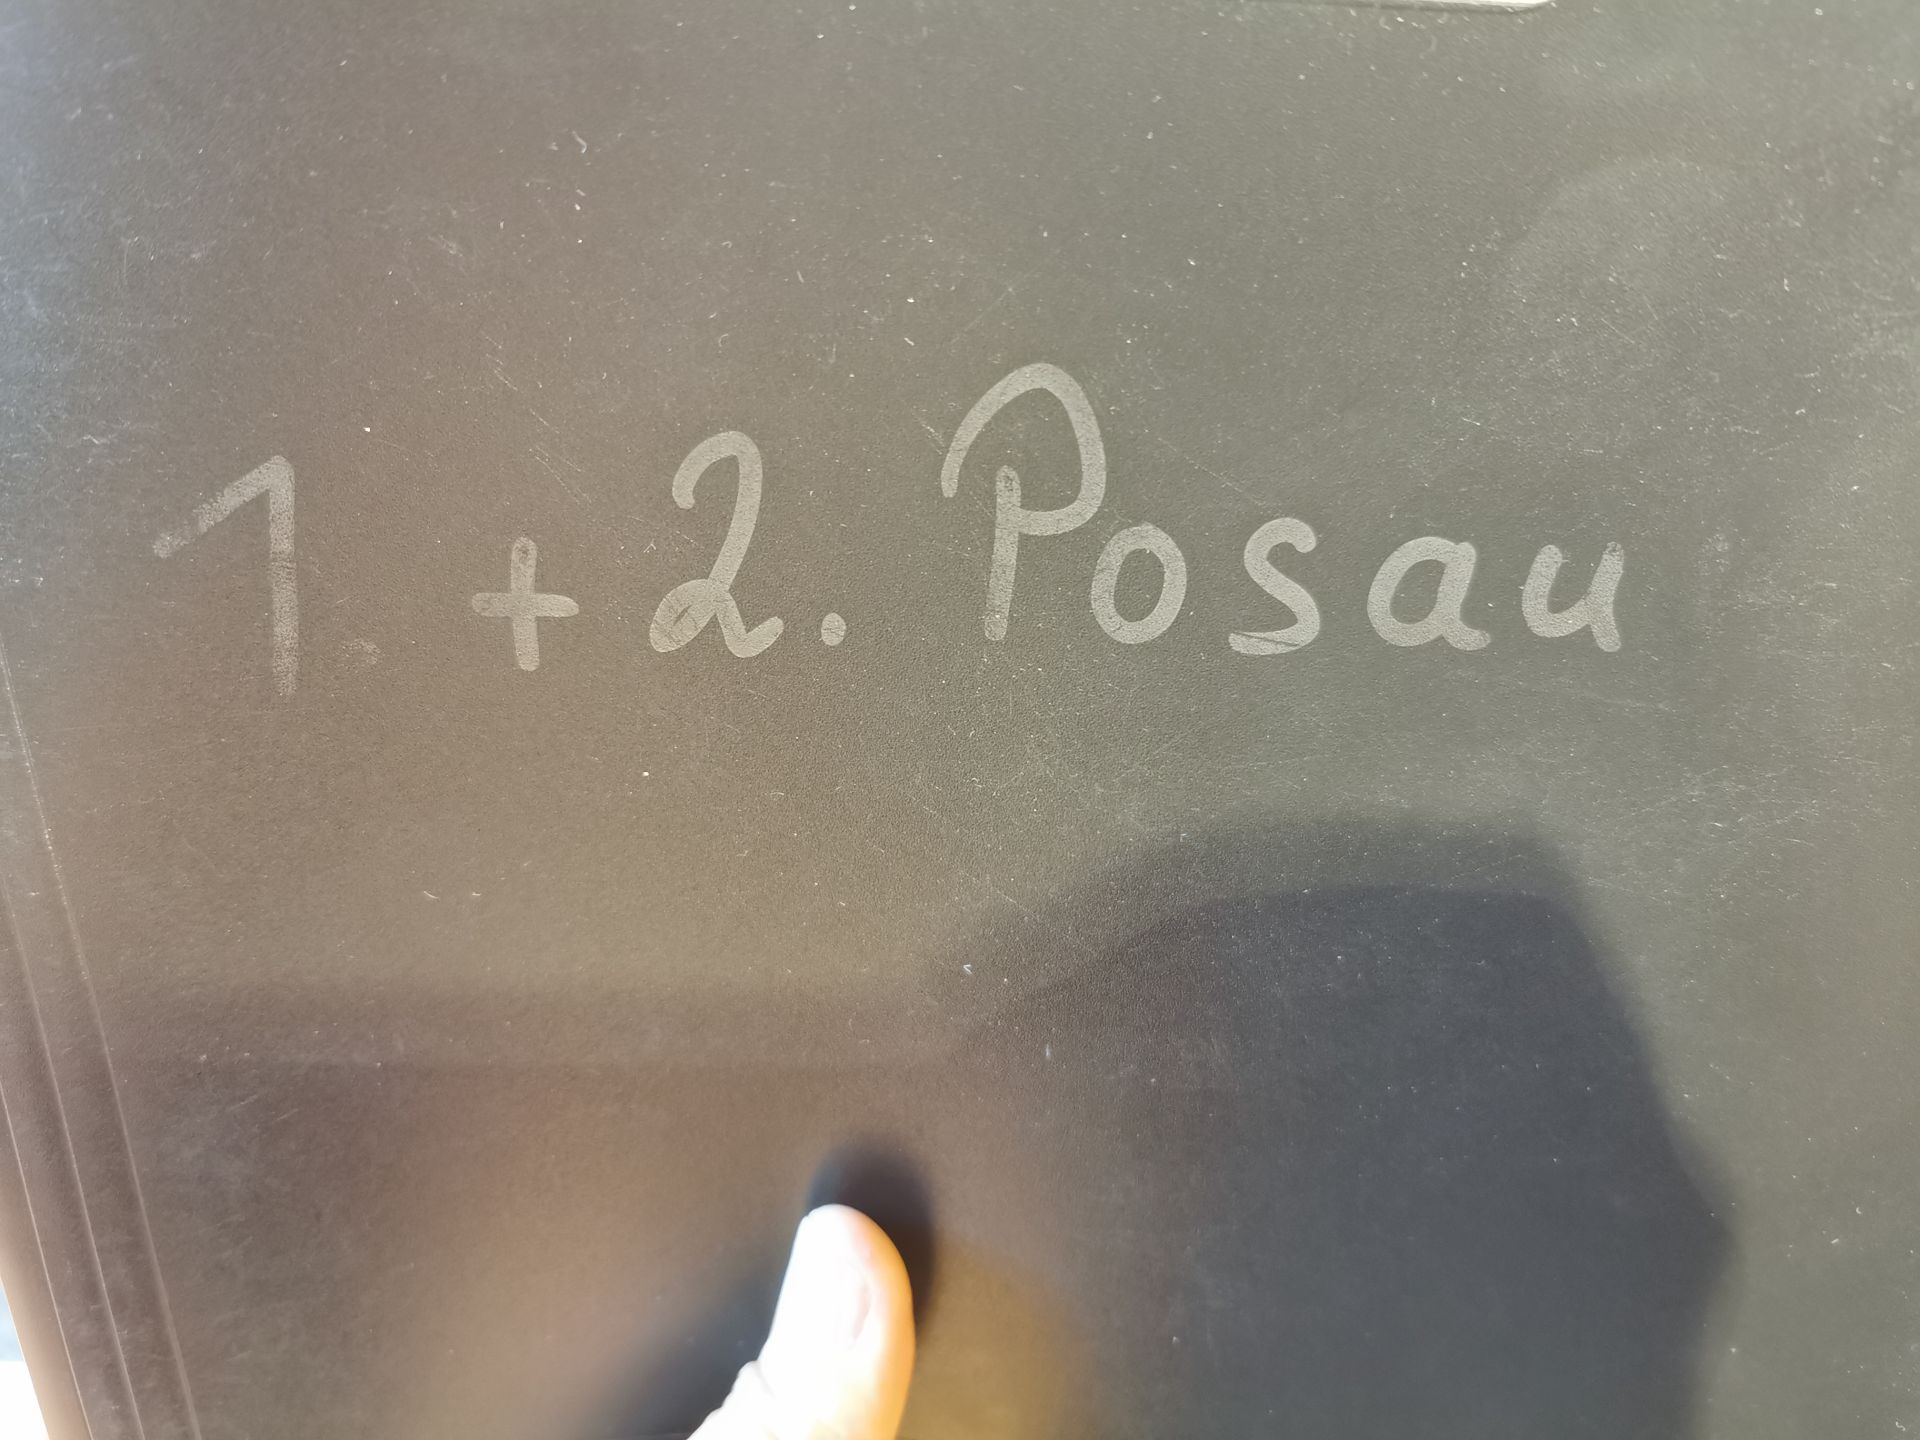 1. + 2. Posau